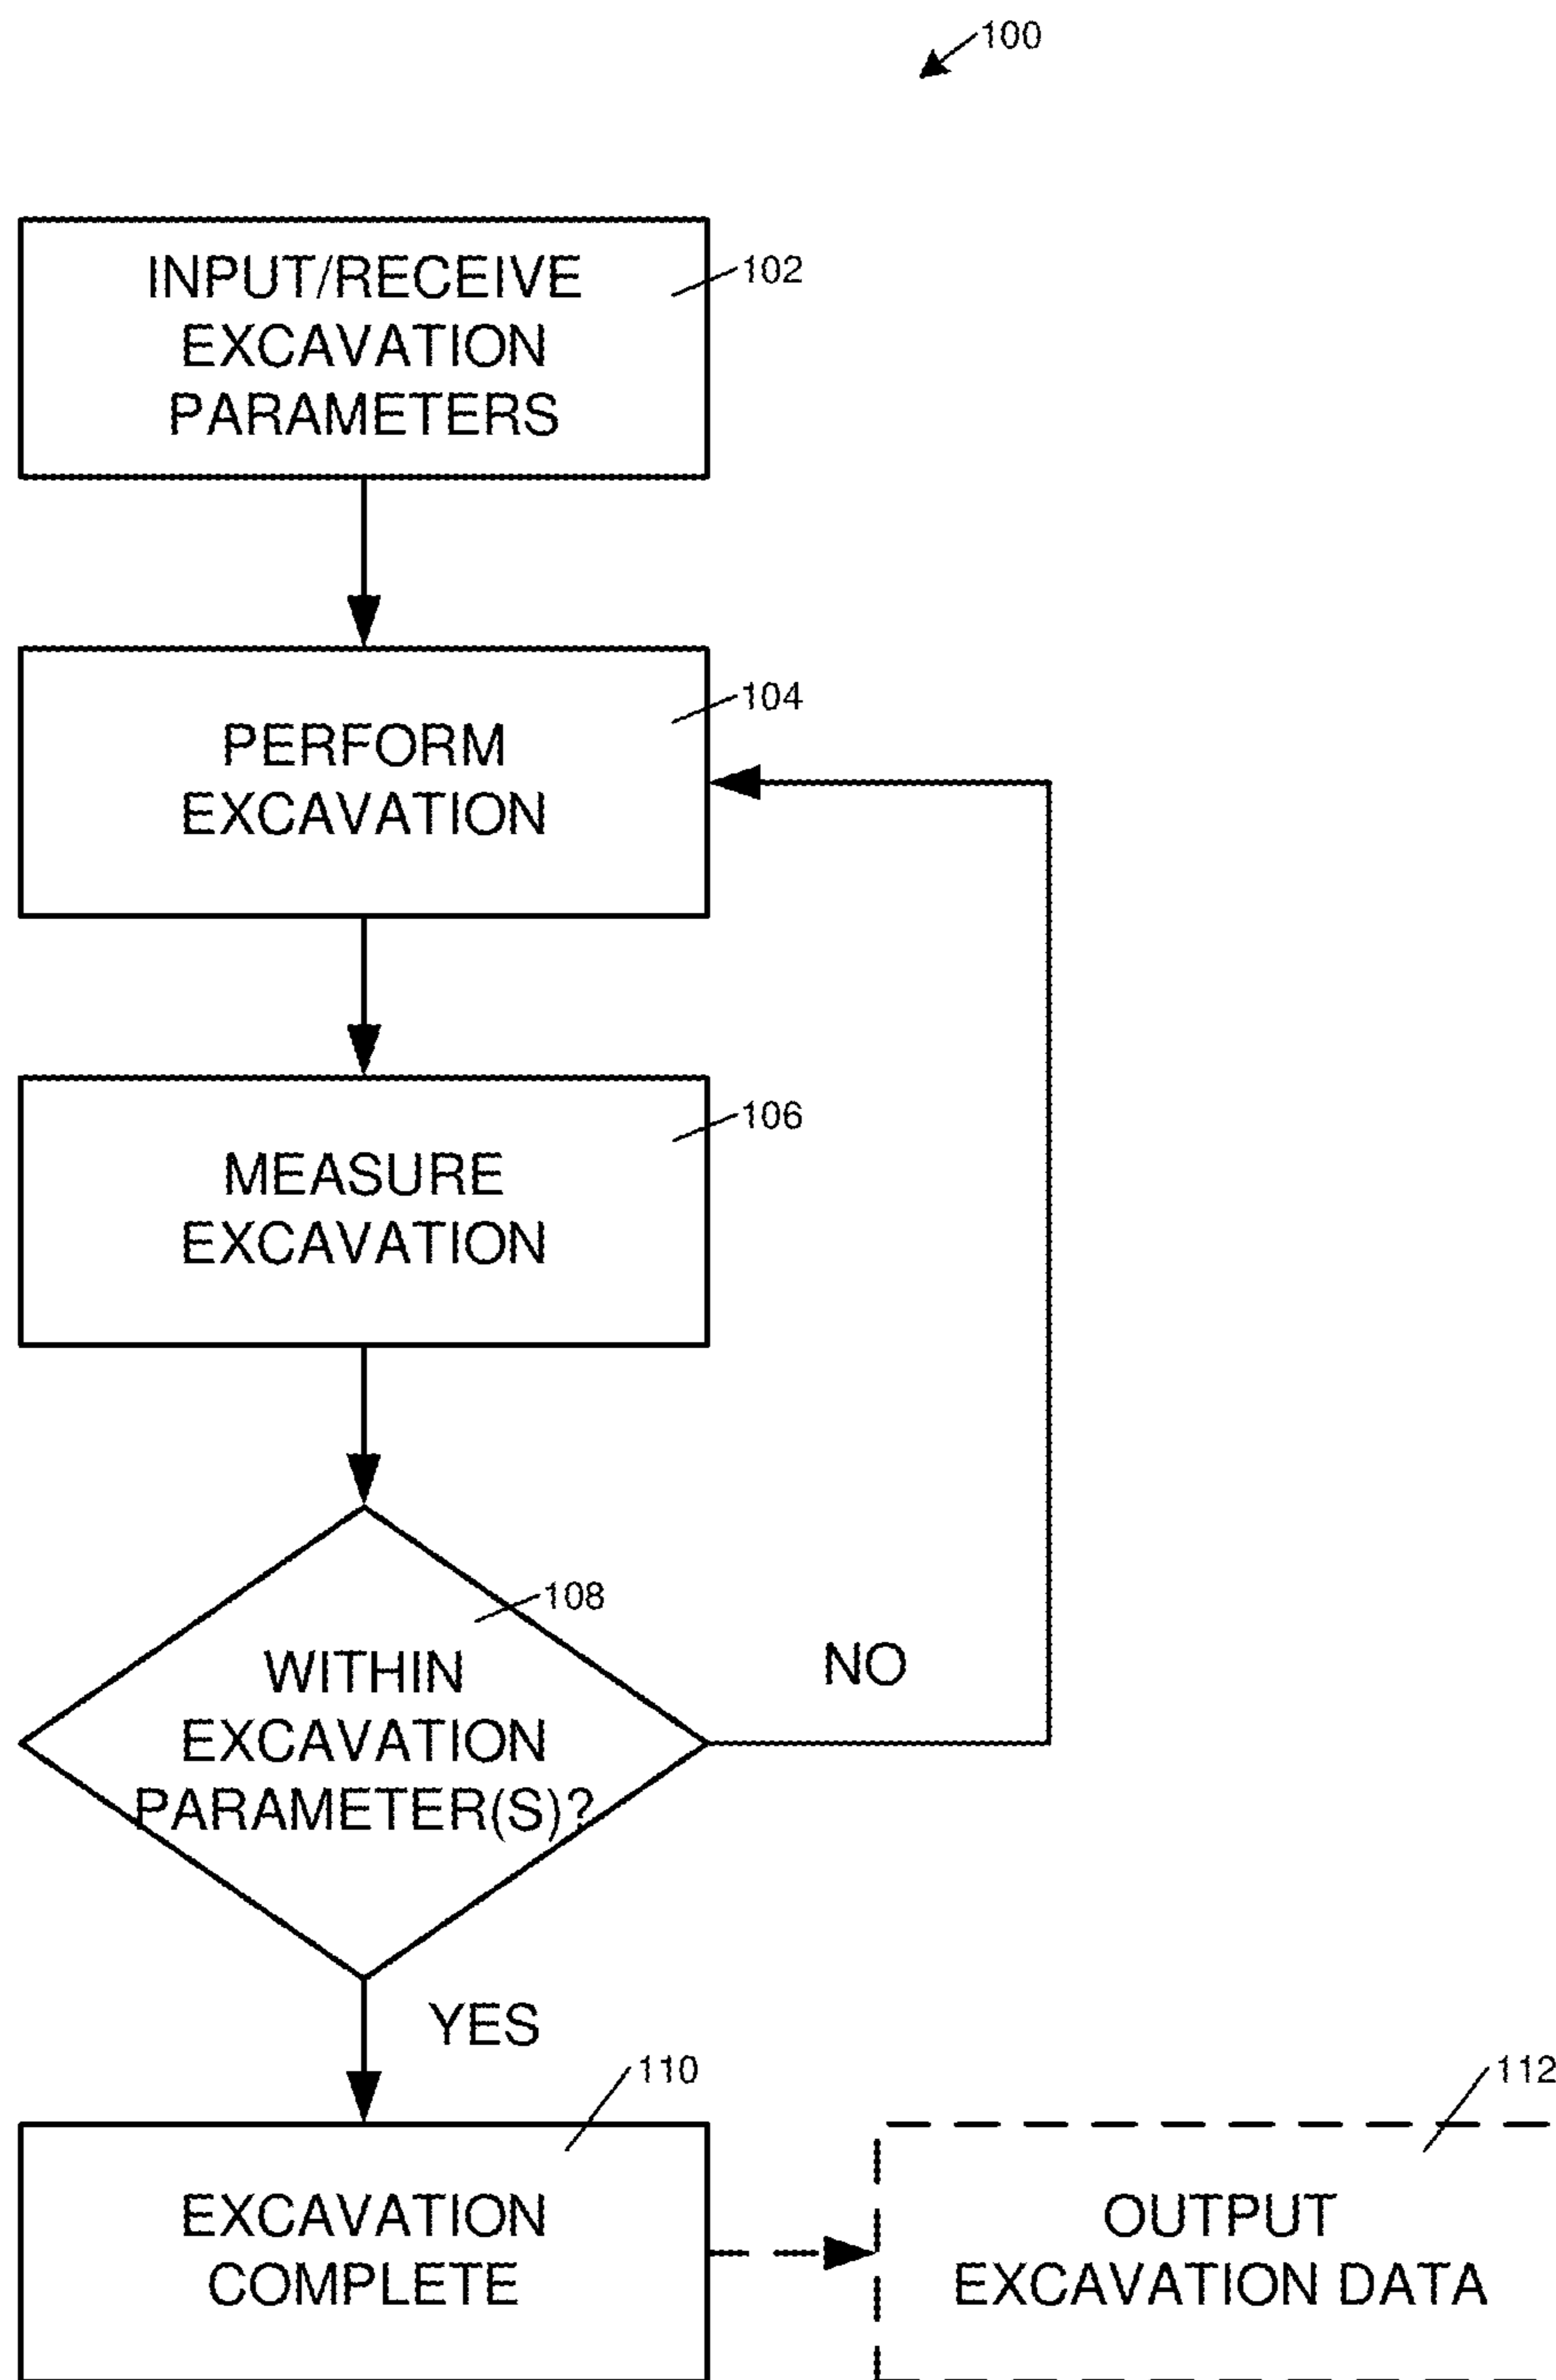 100
INPUT/RECEIVE
EXCAVATION
PARAMETERS
102
PERFORM
EXCAVATION
104
MEASURE
EXCAVATION
106
108
WITHIN
EXCAVATION
PARAMETER(S)?
NO
YES
110
EXCAVATION
COMPLETE
112
OUTPUT
EXCAVATION DATA